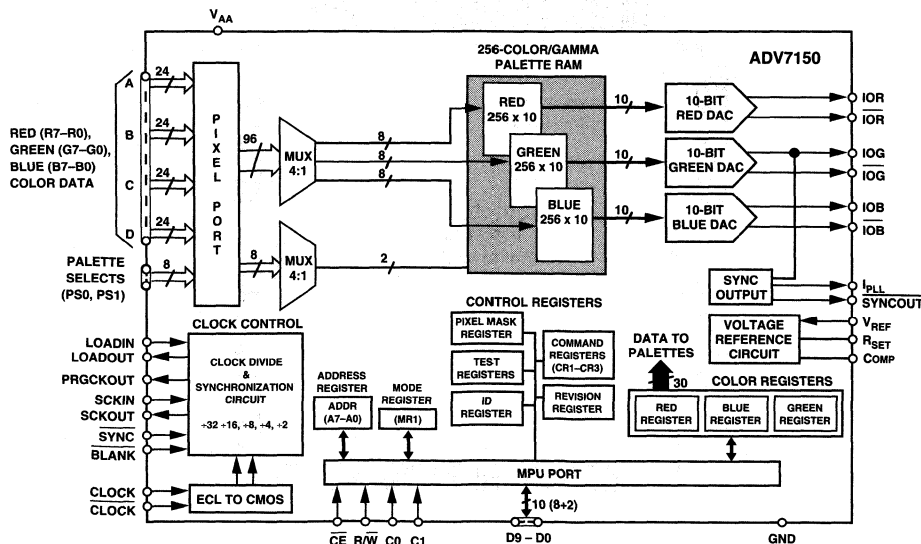 VAA
ADV7150
256-COLOR/GAMMA
PALETTE RAM
A
24
B
24
C
24
D
24
8
RED (R7–R0),
GREEN (G7–G0),
BLUE (B7–B0)
COLOR DATA
PALETTE
SELECTS
(PS0, PS1)
PIXEL PORT
96
8
MUX
4:1
MUX
4:1
8
8
8
2
RED
256 x 10
GREEN
256 x 10
BLUE
256 x 10
10
10
10
10-BIT
RED DAC
10-BIT
GREEN DAC
10-BIT
BLUE DAC
IOR
IOR
IOG
IOG
IOB
IOB
SYNC
OUTPUT
IPLL
SYNCOUT
VOLTAGE
REFERENCE
CIRCUIT
VREF
RSET
COMP
LOADIN
LOADOUT
PRGCKOUT
SCKIN
SCKOUT
SYNC
BLANK
CLOCK
CLOCK
CLOCK CONTROL
CLOCK DIVIDE
&
SYNCHRONIZATION
CIRCUIT
÷32 ÷16, ÷8, ÷4, ÷2
ECL TO CMOS
ADDRESS
REGISTER
ADDR
(A7–A0)
MODE
REGISTER
(MR1)
CONTROL REGISTERS
PIXEL MASK
REGISTER
TEST
REGISTERS
ID
REGISTER
COMMAND
REGISTERS
(CR1–CR3)
REVISION
REGISTER
DATA TO
PALETTES
30
COLOR REGISTERS
RED
REGISTER
BLUE
REGISTER
GREEN
REGISTER
MPU PORT
10 (8+2)
CE R/W C0 C1
D9 – D0
GND